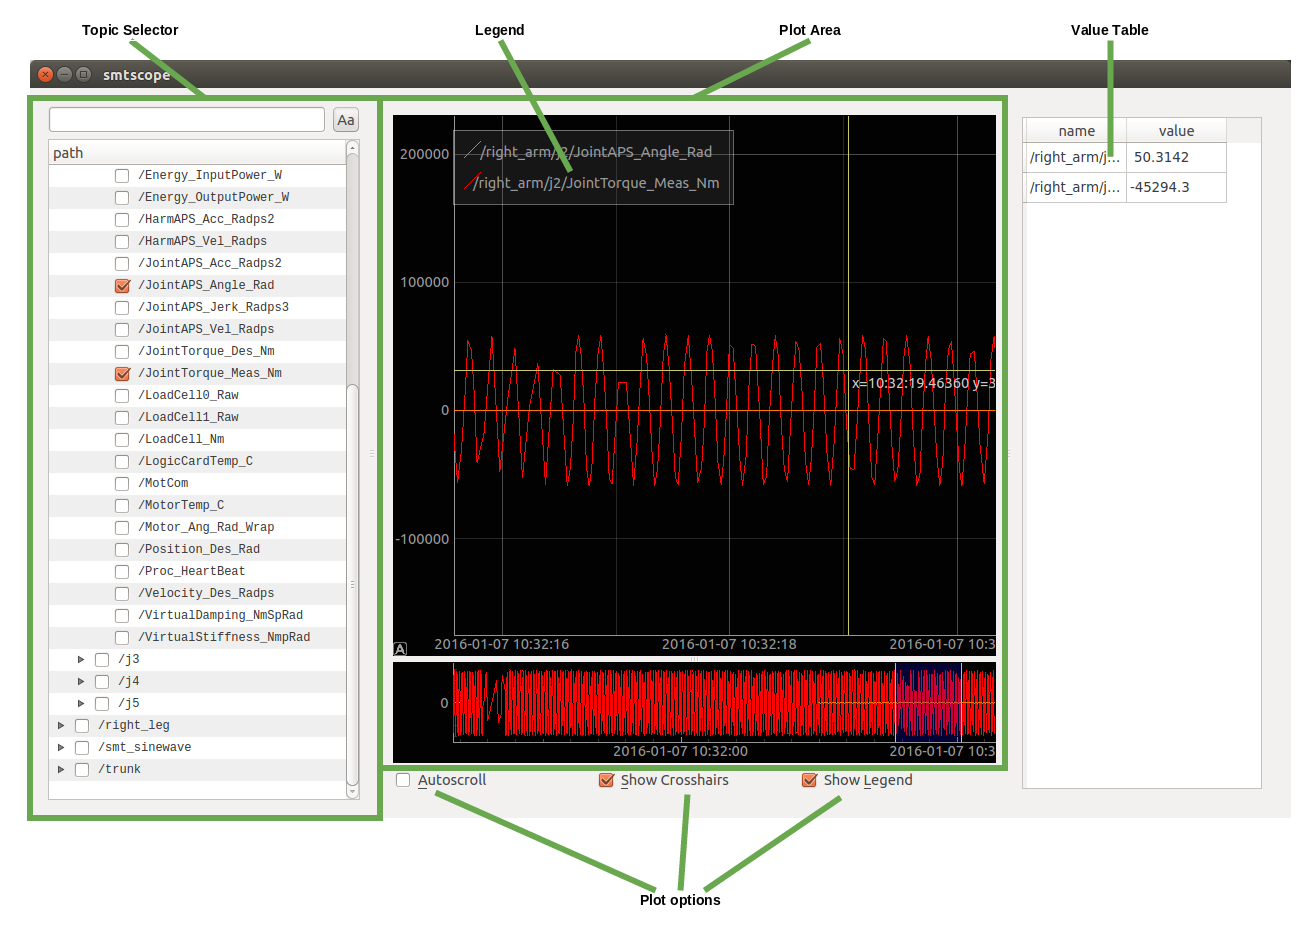 Topic Selector
Legend
Plot Area
Value Table
smtscope
Aa
path
/Energy_InputPower_W
/Energy_OutputPower_W
/HarmAPS_Acc_Radps2
/HarmAPS_Vel_Radps
/JointAPS_Acc_Radps2
/JointAPS_Angle_Rad
/JointAPS_Jerk_Radps3
/JointAPS_Vel_Radps
/JointTorque_Des_Nm
/JointTorque_Meas_Nm
/LoadCell0_Raw
/LoadCell1_Raw
/LoadCell_Nm
/LogicCardTemp_C
/MotCom
/MotorTemp_C
/Motor_Ang_Rad_Wrap
/Position_Des_Rad
/Proc_HeartBeat
/Velocity_Des_Radps
/VirtualDamping_NmSpRad
/VirtualStiffness_NmpRad
/j3
/j4
/j5
/right_leg
/smt_sinewave
/trunk
/right_arm/j2/JointAPS_Angle_Rad
/right_arm/j2/JointTorque_Meas_Nm
200000
100000
0
-100000
x=10:32:19.46360 y=3
A
2016-01-07 10:32:16
2016-01-07 10:32:18
2016-01-07 10:3
0
2016-01-07 10:32:00
2016-01-07 10:3
Autoscroll
Show Crosshairs
Show Legend
name value
/right_arm/j... 50.3142
/right_arm/j... -45294.3
Plot options